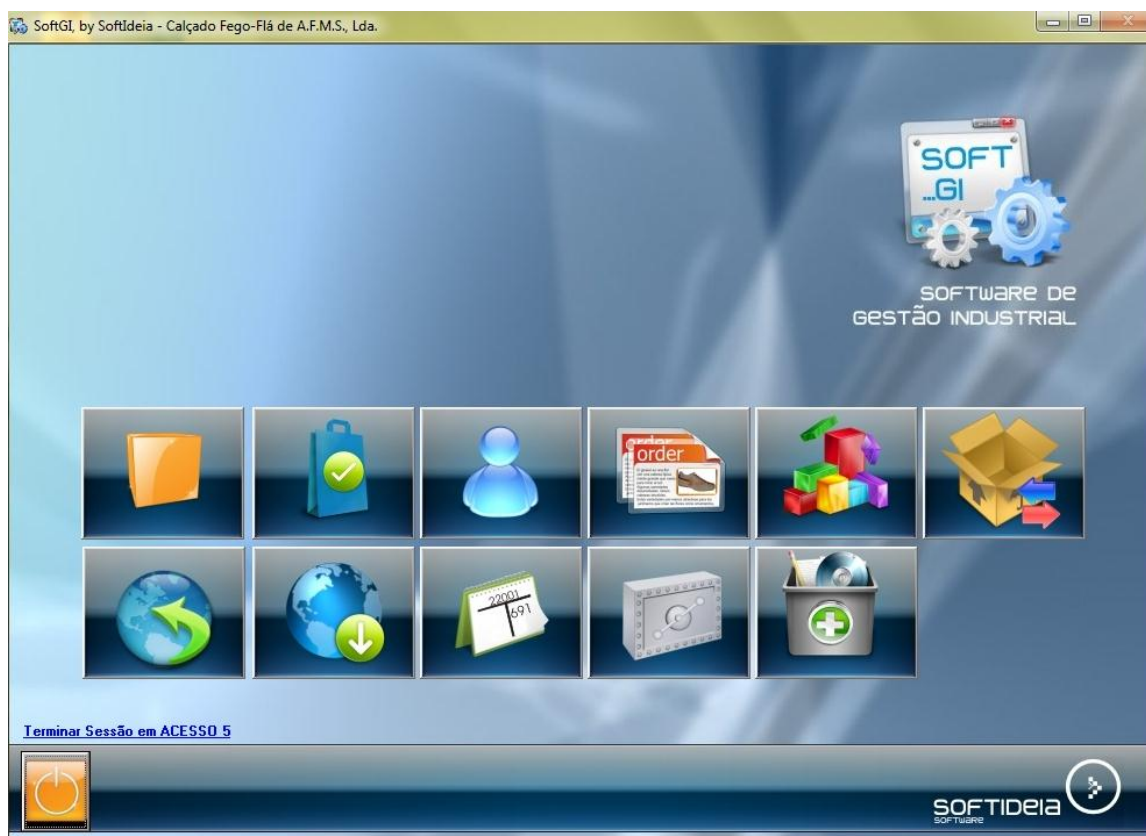 SoftGI, by SoftIdeia - Calçado Fego-Flá de A.F.M.S., Lda.
SOFT
...GI
SOFTWARE DE
GESTÃO INDUSTRIAL
order
order
22001
691
Terminar Sessão em ACESSO 5
SOFTIDEIA
SOFTWARE